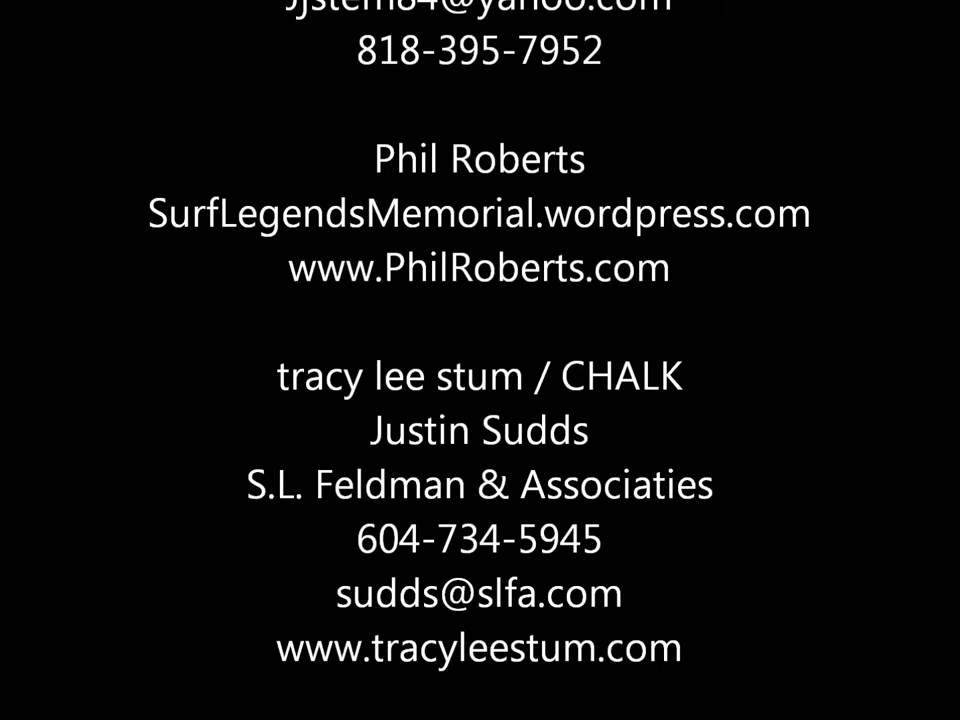 818-395-7952
Phil Roberts
SurfLegendsMemorial.wordpress.com
www.PhilRoberts.com
tracy lee stum / CHALK
Justin Sudds
S.L. Feldman & Associaties
604-734-5945
sudds@slfa.com
www.tracyleestum.com